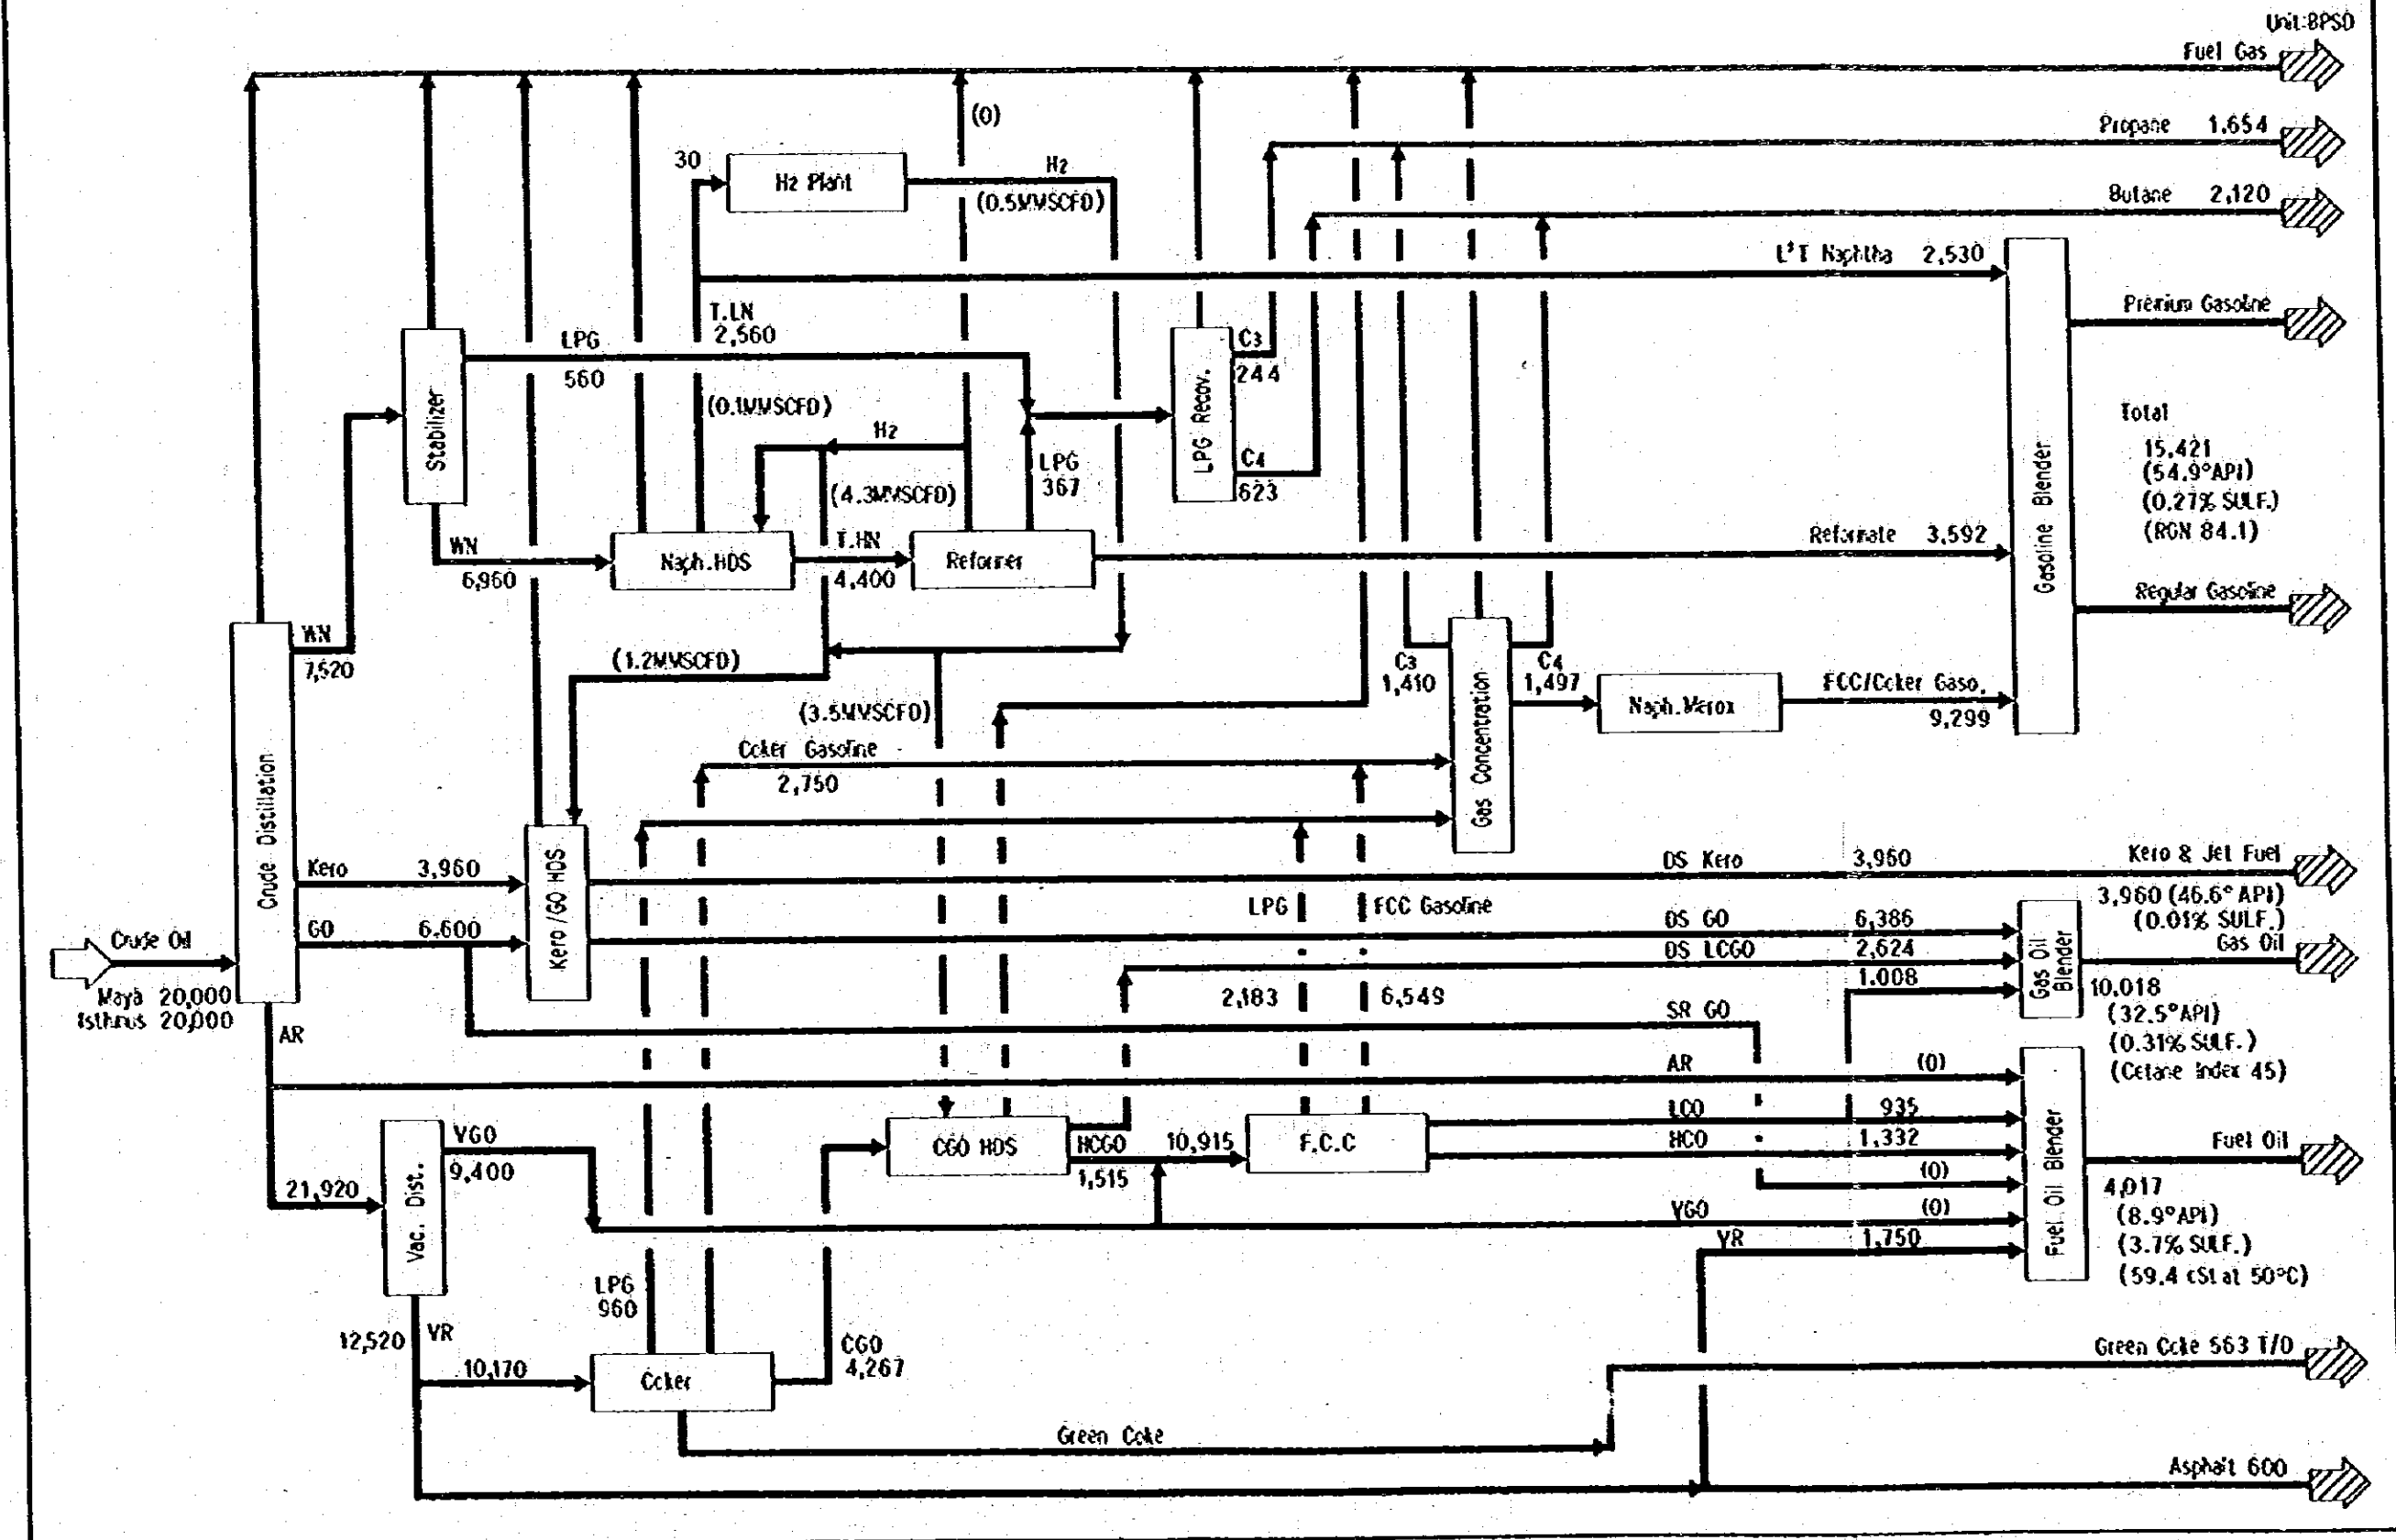 Unit:BPSD
Fuel Gas
(0)
Propane 1,654
30
H2 Plant
H2
(0.5MMSCFD)
Butane 2,120
L'T Naphtha 2,530
Premium Gasoline
T.LN
2,560
LPG
560
C3
244
Stabilizer
(0.1MMSCFD)
LPG Recov.
Total
15,421
(54.9°API)
(0.27% SULF.)
(RON 84.1)
H2
LPG
367
C4
623
(4.3MMSCFD)
Gasoline Blender
WN
6,960
Naph.HDS
T.HN
4,400
Reformer
Reformate 3,592
Regular Gasoline
WN
7,520
(1.2MMSCFD)
C3
1,410
C4
1,497
Naph.Merox
FCC/Coker Gaso.
9,299
(3.5MMSCFD)
Coker Gasoline
2,750
Gas Concentration
Crude Distillation
Kero 3,960
Kero/GO HDS
DS Kero 3,960
Kero & Jet Fuel
3,960 (46.6° API)
(0.01% SULF.)
LPG
FCC Gasoline
GO 6,600
DS GO 6,386
Gas Oil
Crude Oil
DS LCGO 2,624
Gas Oil
Blender
Maya 20,000
Isthmus 20,000
2,183
6,549
1.008
10,018
(32.5°API)
(0.31% SULF.)
(Cetane Index 45)
AR
SR GO
AR (0)
LCO 935
VGO
9,400
CGO HDS
HCGO
1,515
10,915
F.C.C
HCO 1,332
Fuel Oil
Vac. Dist.
21,920
(0)
Fuel Oil Blender
4,017
(8.9°API)
(3.7% SULF.)
(59.4 cSt at 50°C)
VGO (0)
VR 1,750
LPG
960
12,520
VR
CGO
4,267
10,170
Coker
Green Coke 563 T/D
Green Coke
Asphalt 600